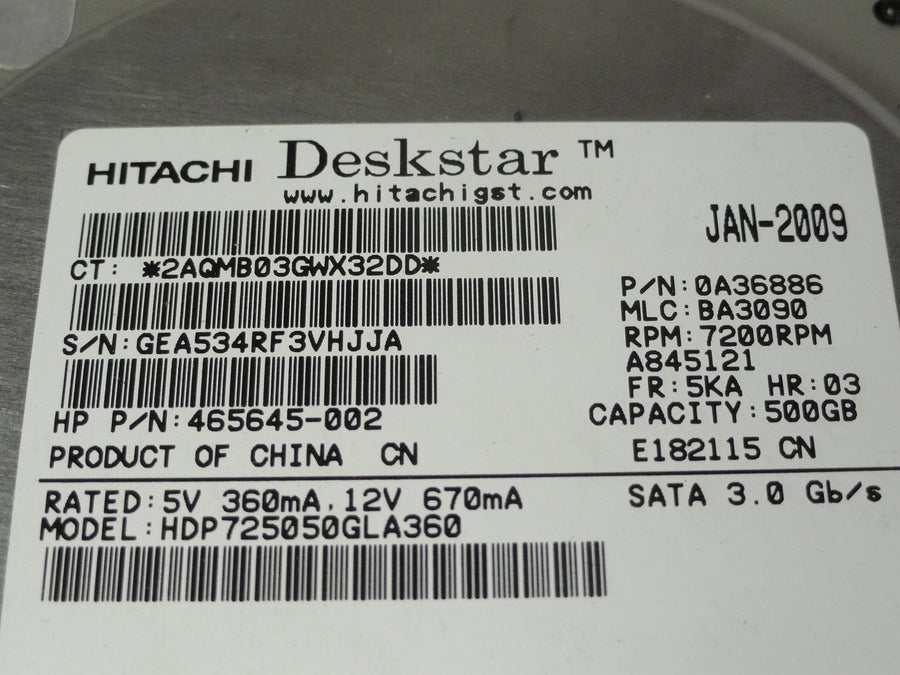 HITACHI Deskstar ™
www.hitachigst.com
JAN-2009
CT: *2AQMB03GWX32DD*
P/N:0A36886
MLC:BA3090
S/N:GEA534RF3VHJJA
RPM:7200RPM
A845121
FR:5KA HR:03
HP P/N:465645-002
CAPACITY:500GB
PRODUCT OF CHINA CN
E182115 CN
RATED:5V 360mA,12V 670mA
SATA 3.0 Gb/s
MODEL:HDP725050GLA360